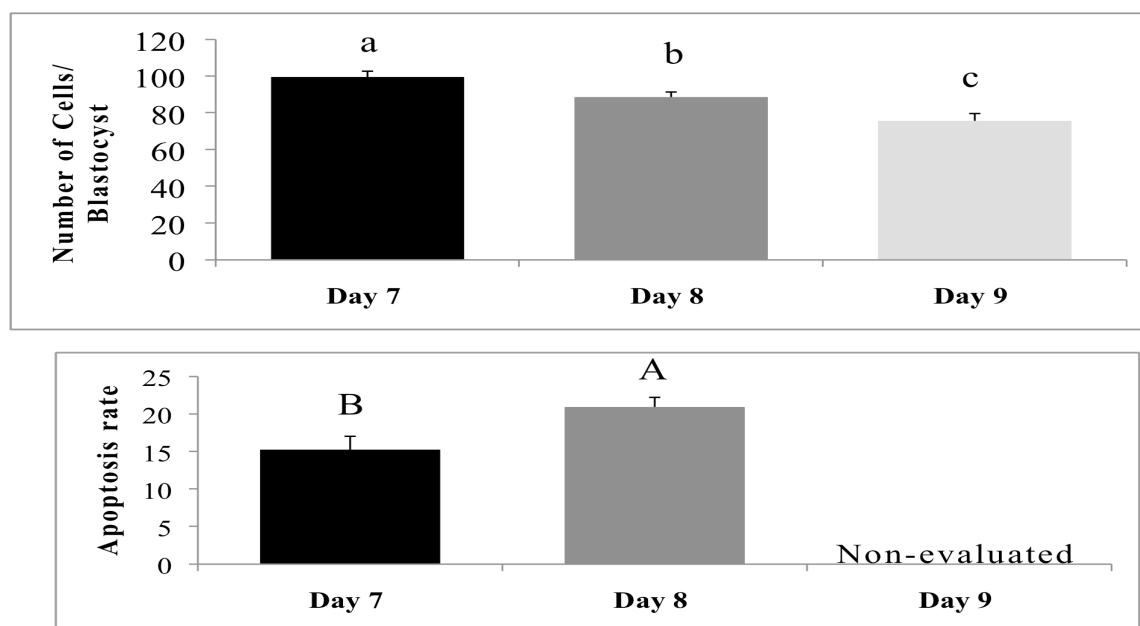 Number of Cells/
Blastocyst
120
100
80
60
40
20
0
a
b
c
Day 7
Day 8
Day 9
Apoptosis rate
25
20
15
10
5
0
B
A
Non-evaluated
Day 7
Day 8
Day 9